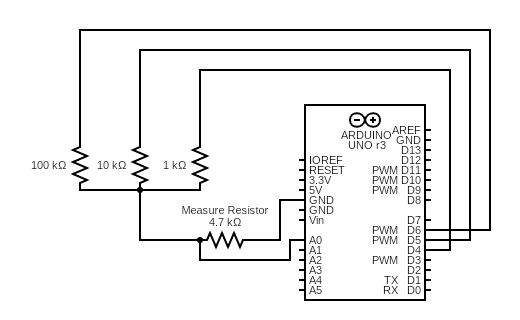 100 kΩ
10 kΩ
1 kΩ
Measure Resistor
4.7 kΩ
ARDUINO
UNO r3
IOREF
RESET
3.3V
5V
GND
GND
Vin
A0
A1
A2
A3
A4
A5
AREF
GND
D13
D12
PWM D11
PWM D10
PWM D9
D8
D7
PWM D6
PWM D5
D4
PWM D3
D2
TX D1
RX D0